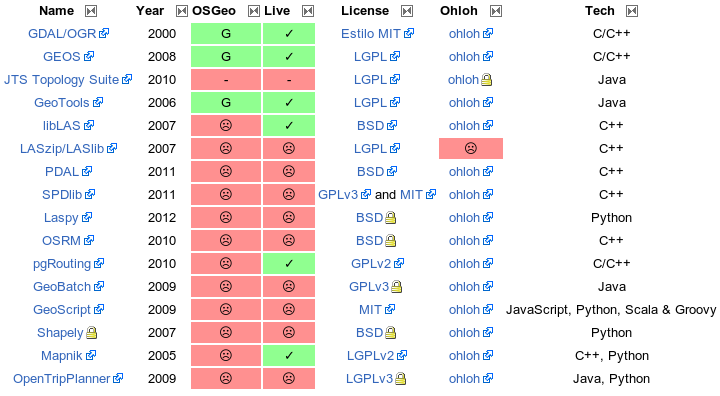 Name Year OSGeo Live License Ohloh Tech
GDAL/OGR 2000 G ✓ Estilo MIT ohloh C/C++
GEOS 2008 G ✓ LGPL ohloh C/C++
JTS Topology Suite 2010 - - LGPL ohloh Java
GeoTools 2006 G ✓ LGPL ohloh Java
libLAS 2007 ☹ ✓ BSD ohloh C++
LASzip/LASlib 2007 ☹ ☹ LGPL ☹ C++
PDAL 2011 ☹ ☹ BSD ohloh C++
SPDlib 2011 ☹ ☹ GPLv3 and MIT ohloh C++
Laspy 2012 ☹ ☹ BSD ohloh Python
OSRM 2010 ☹ ☹ BSD ohloh C++
pgRouting 2010 ☹ ✓ GPLv2 ohloh C/C++
GeoBatch 2009 ☹ ☹ GPLv3 ohloh Java
GeoScript 2009 ☹ ☹ MIT ohloh JavaScript, Python, Scala & Groovy
Shapely 2007 ☹ ☹ BSD ohloh Python
Mapnik 2005 ☹ ✓ LGPLv2 ohloh C++, Python
OpenTripPlanner 2009 ☹ ☹ LGPLv3 ohloh Java, Python